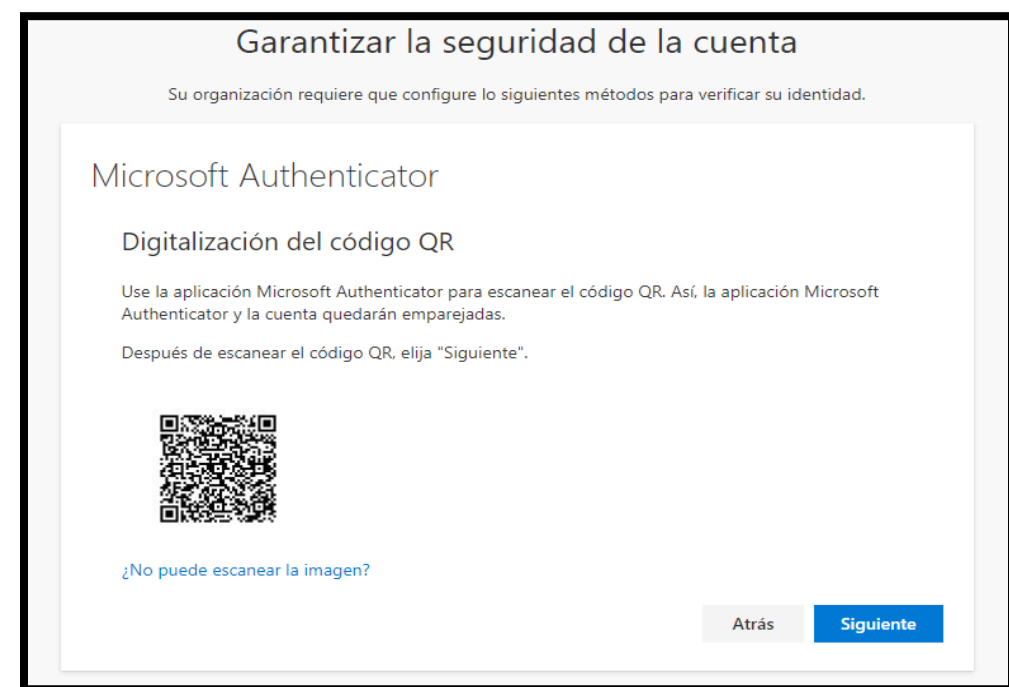 Garantizar la seguridad de la cuenta
Su organización requiere que configure lo siguientes métodos para verificar su identidad.
Microsoft Authenticator
Digitalización del código QR
Use la aplicación Microsoft Authenticator para escanear el código QR. Así, la aplicación Microsoft
Authenticator y la cuenta quedarán emparejadas.
Después de escanear el código QR, elija "Siguiente".
¿No puede escanear la imagen?
Atrás
Siguiente